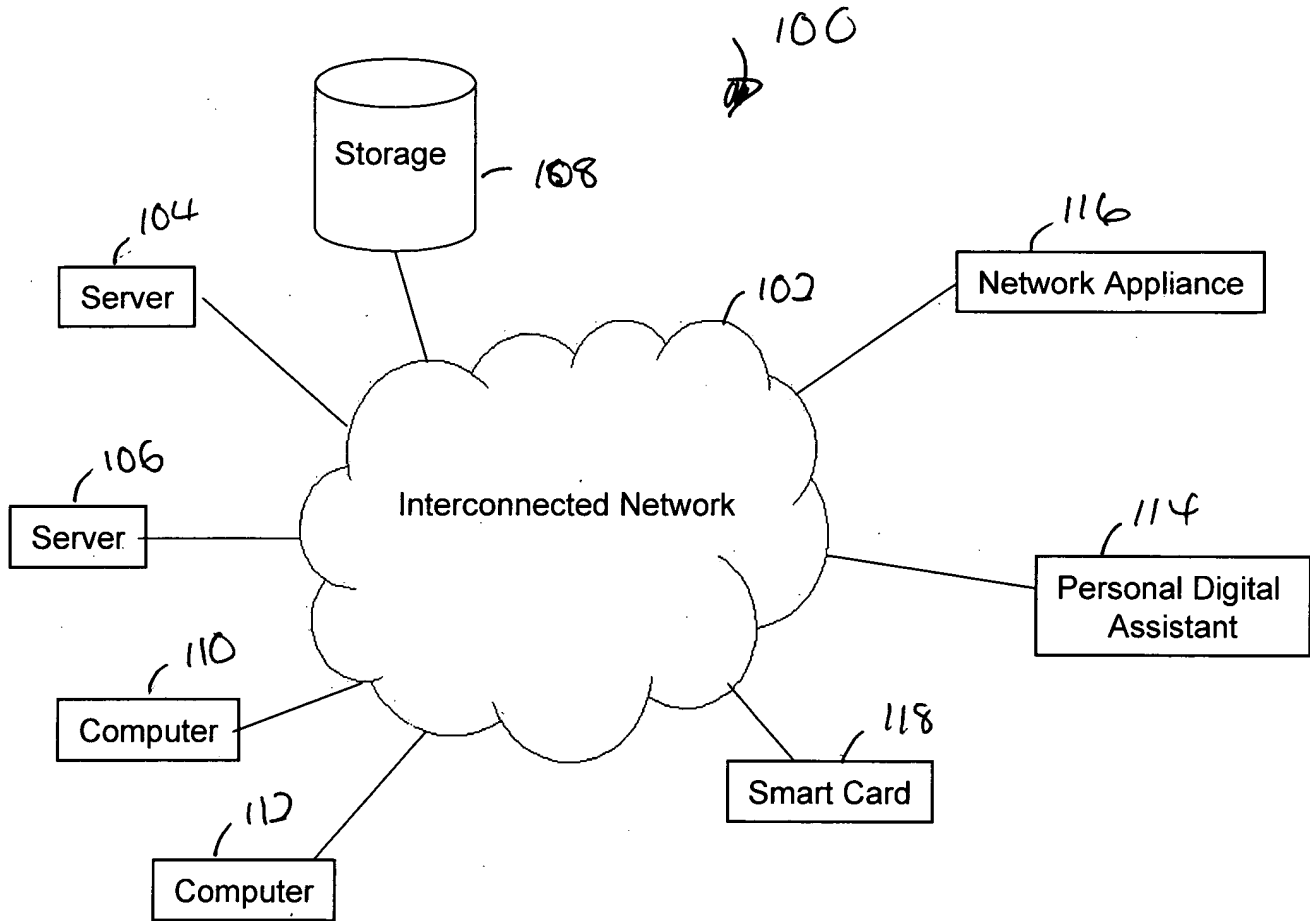 100
Storage
108
104
Server
116
Network Appliance
102
106
Server
Interconnected Network
114
Personal Digital
Assistant
110
Computer
118
Smart Card
112
Computer